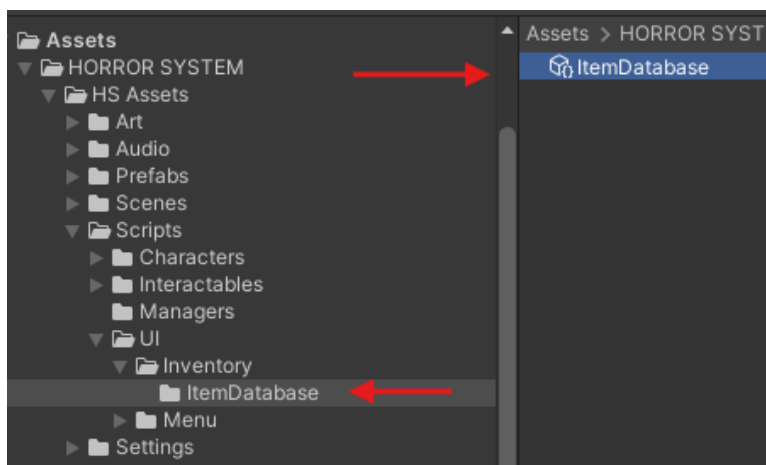 Assets
HORROR SYSTEM
HS Assets
Art
Audio
Prefabs
Scenes
Scripts
Characters
Interactables
Managers
UI
Inventory
ItemDatabase
Menu
Settings
Assets > HORROR SYST
ItemDatabase